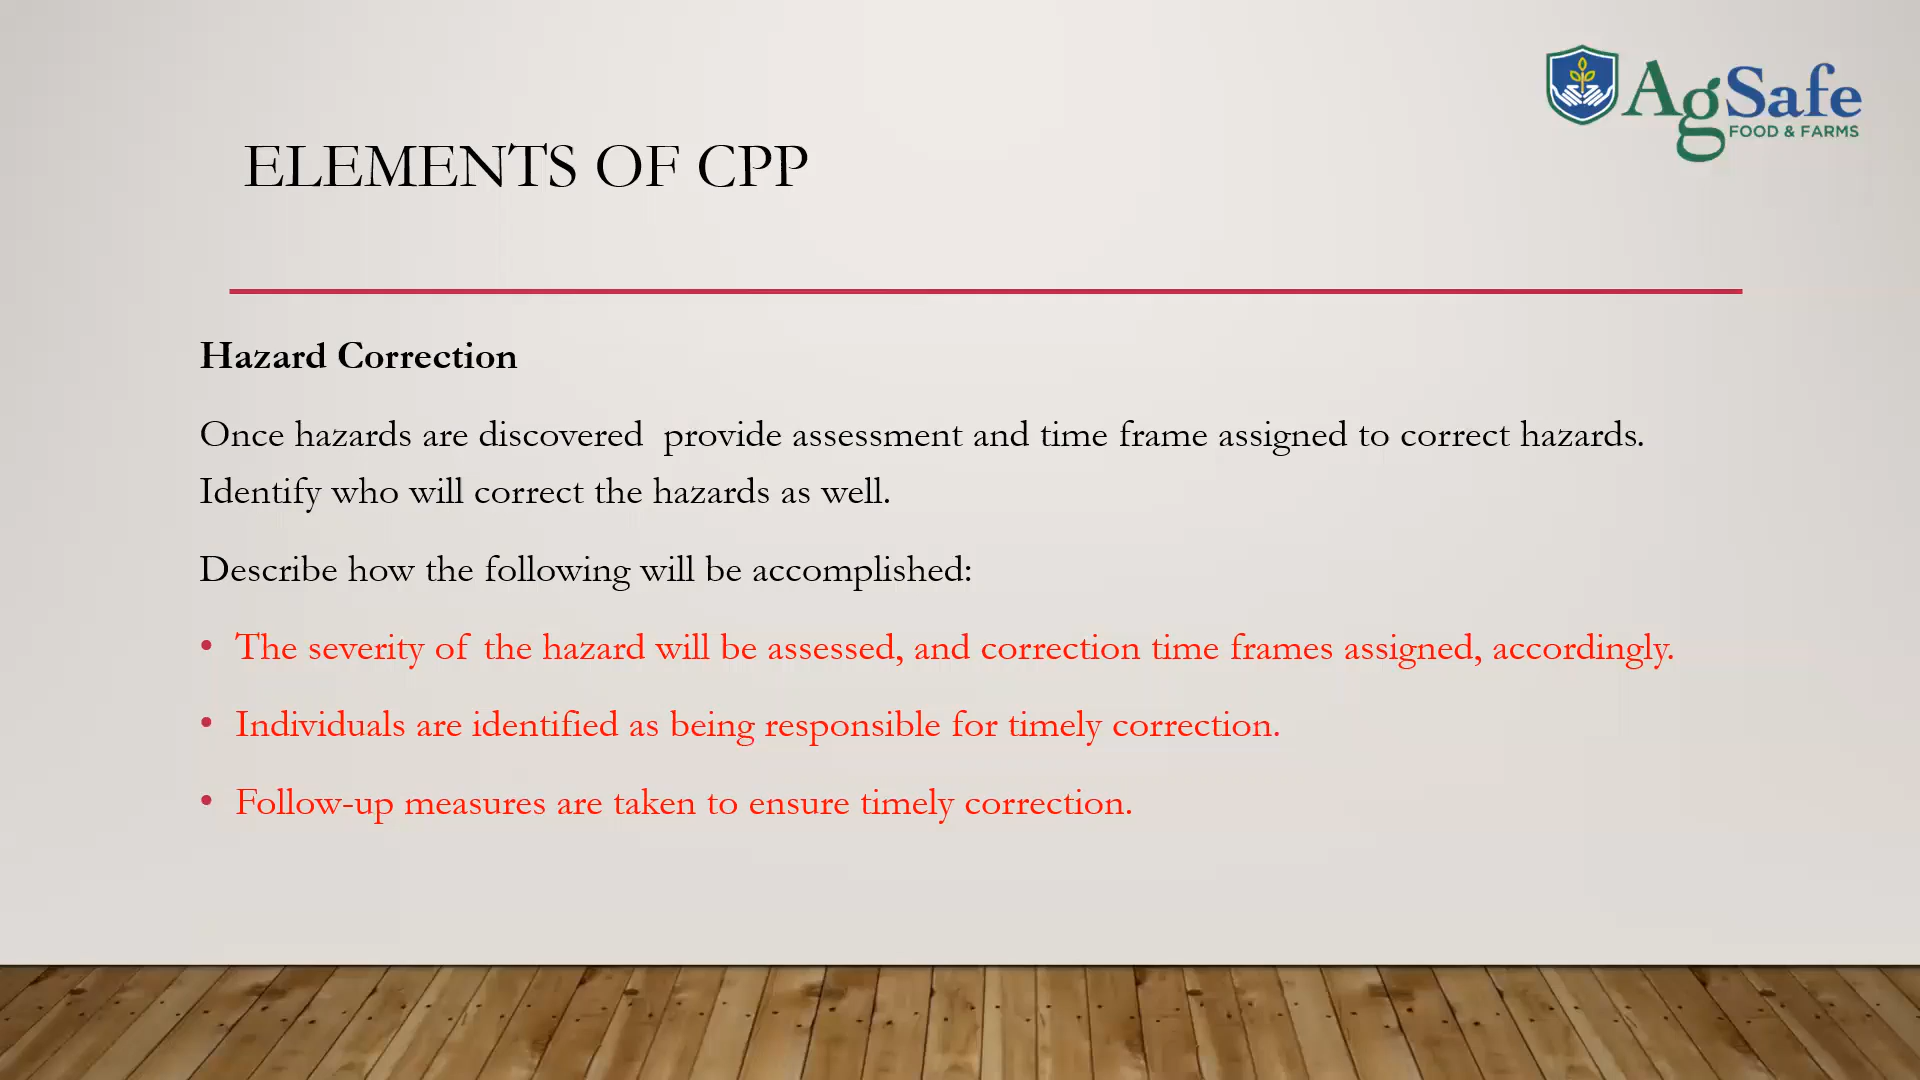 AgSafe
FOOD & FARMS
ELEMENTS OF CPP
Hazard Correction
Once hazards are discovered  provide assessment and time frame assigned to correct hazards.
Identify who will correct the hazards as well.
Describe how the following will be accomplished:
• The severity of the hazard will be assessed, and correction time frames assigned, accordingly.
• Individuals are identified as being responsible for timely correction.
• Follow-up measures are taken to ensure timely correction.